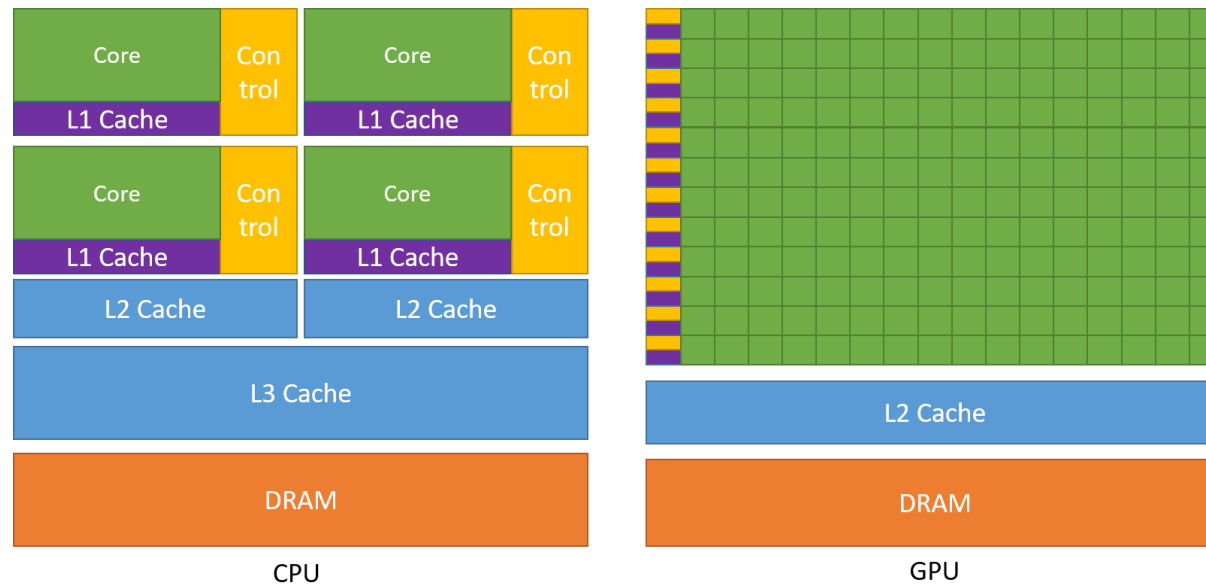 Core
Con
trol
Core
Con
trol
L1 Cache
L1 Cache
Core
Con
trol
Core
Con
trol
L1 Cache
L1 Cache
L2 Cache
L2 Cache
L3 Cache
DRAM
CPU
L2 Cache
DRAM
GPU